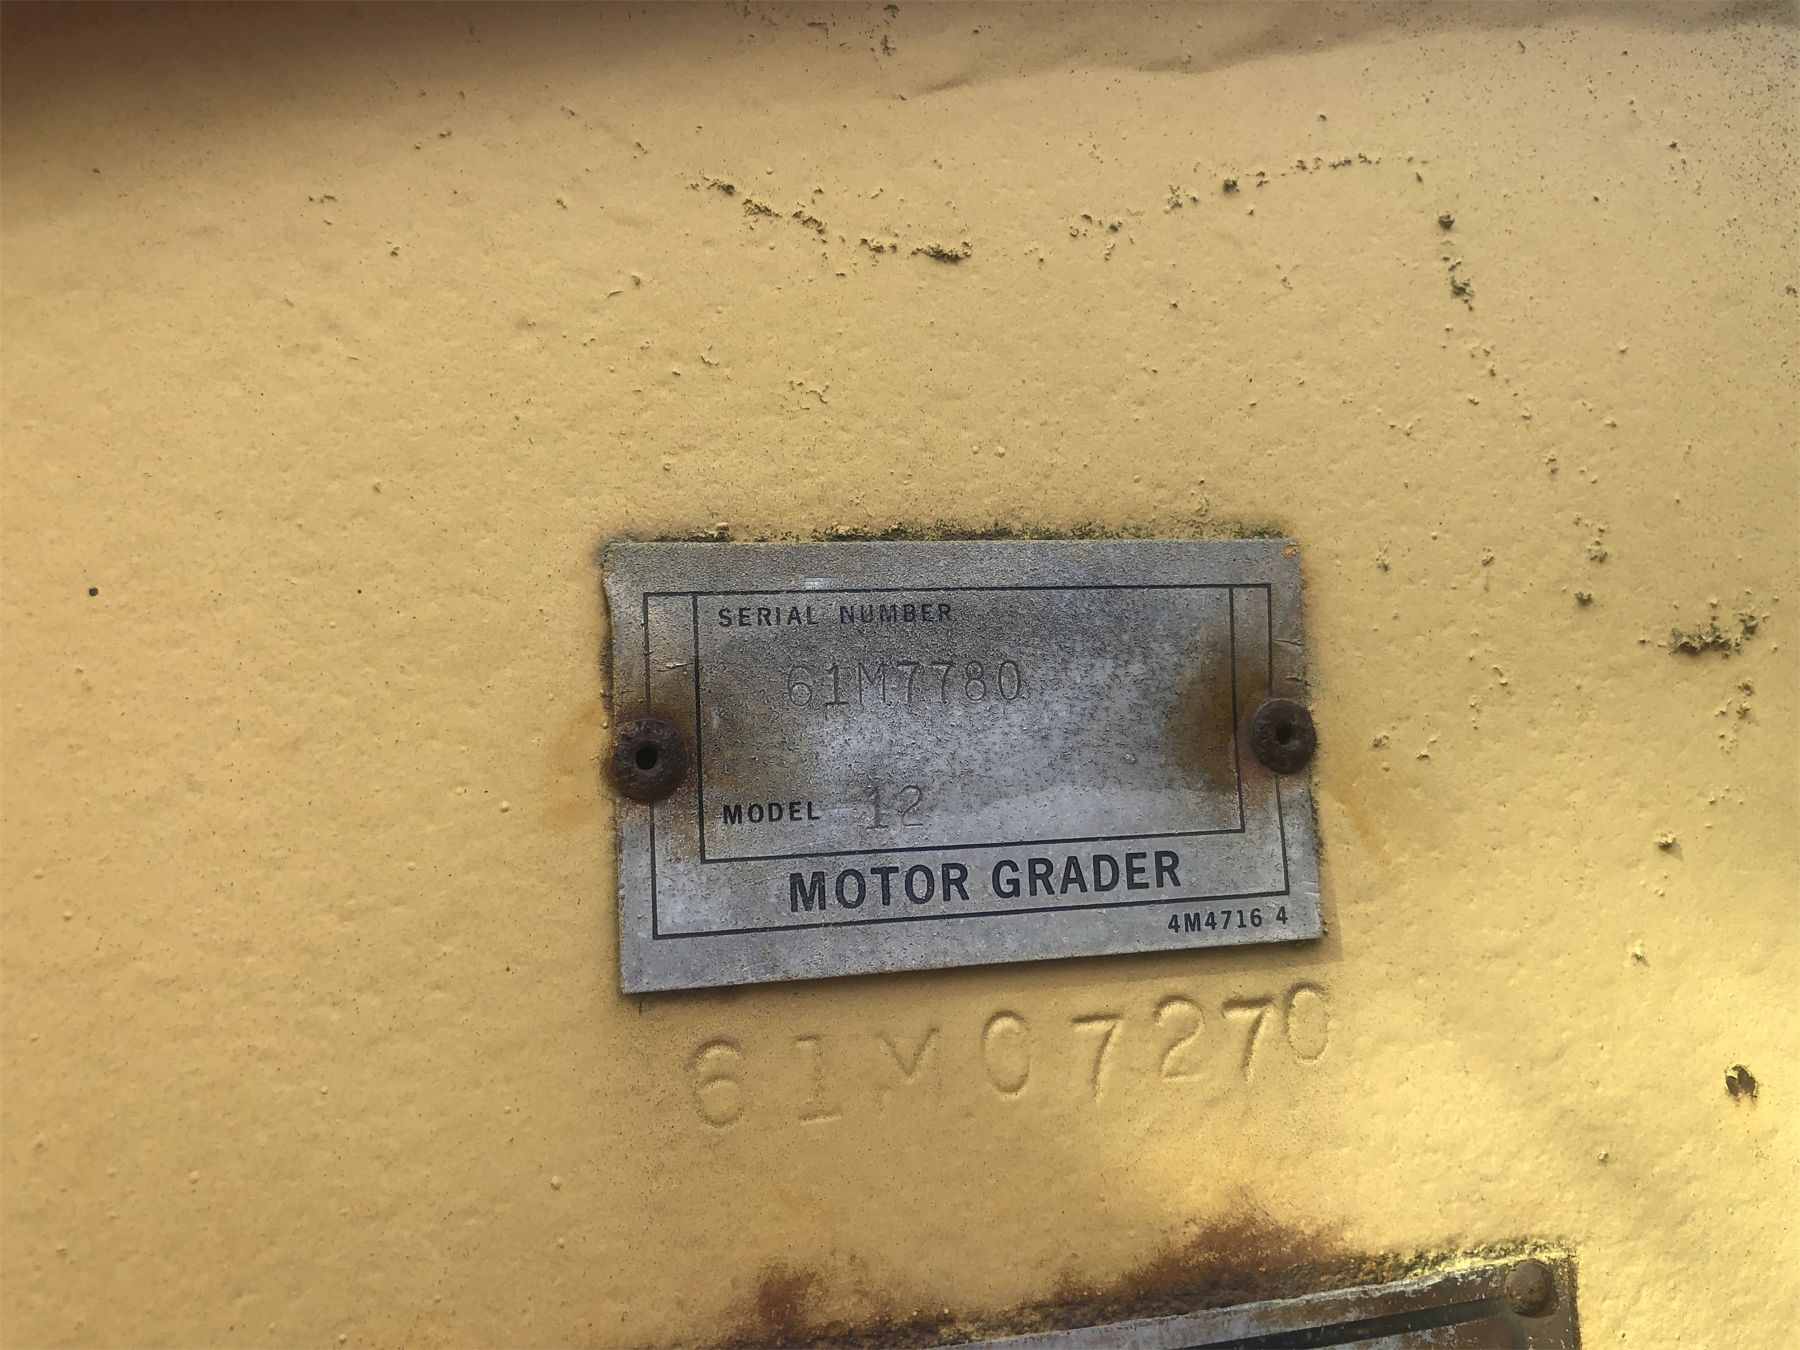 SERIAL NUMBER
61M7780
MODEL 12
MOTOR GRADER
4M4716 4
61M07270